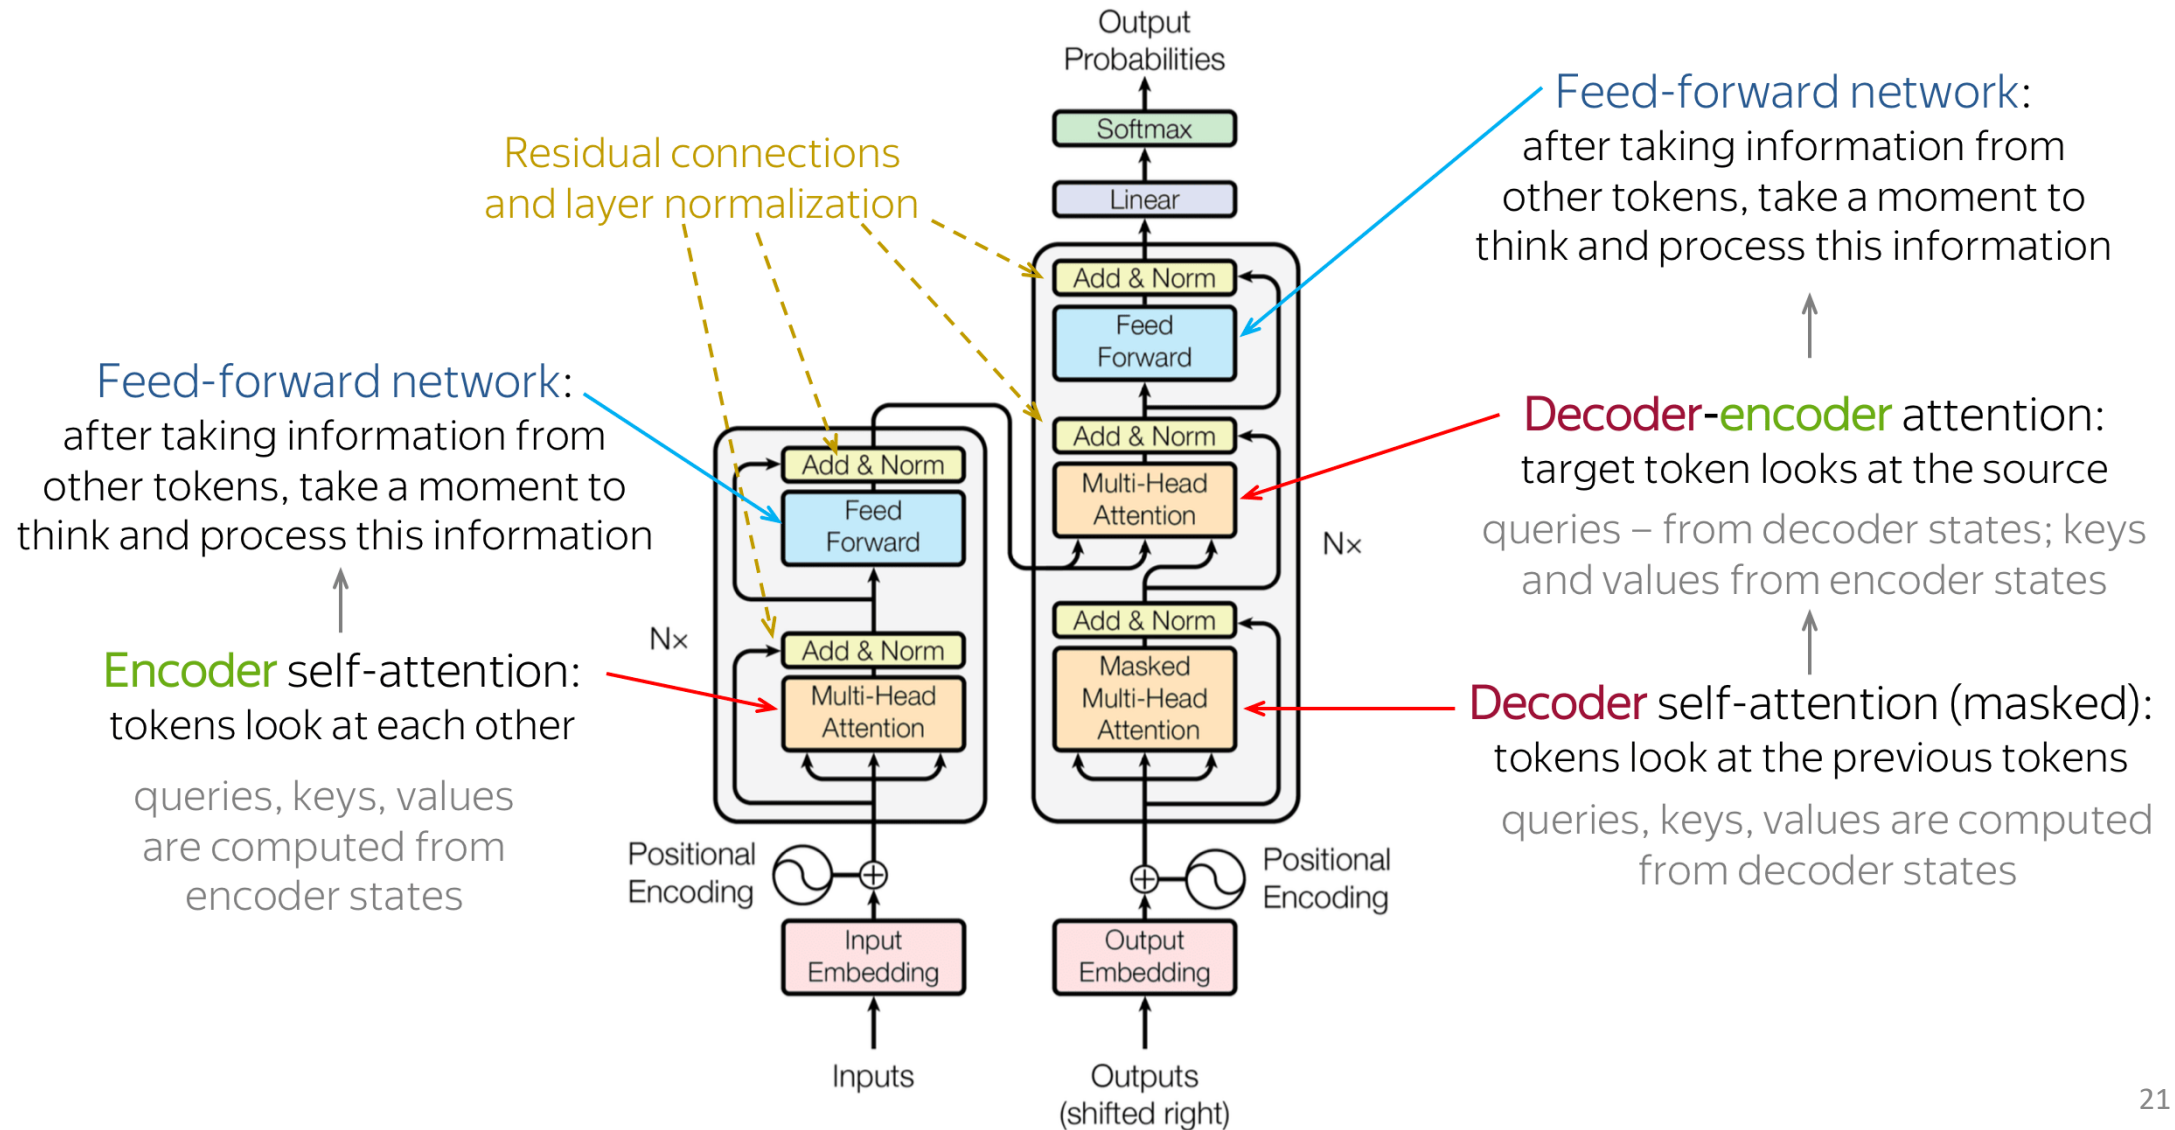 Output
Probabilities
Softmax
Linear
Add & Norm
Feed
Forward
Add & Norm
Multi-Head
Attention
Add & Norm
Masked
Multi-Head
Attention
Nx
Positional
Encoding
Output
Embedding
Outputs
(shifted right)
Residual connections
and layer normalization
Add & Norm
Feed
Forward
Add & Norm
Multi-Head
Attention
Nx
Positional
Encoding
Input
Embedding
Inputs
Feed-forward network:
after taking information from
other tokens, take a moment to
think and process this information
Encoder self-attention:
tokens look at each other
queries, keys, values
are computed from
encoder states
Feed-forward network:
after taking information from
other tokens, take a moment to
think and process this information
Decoder-encoder attention:
target token looks at the source
queries – from decoder states; keys
and values from encoder states
Decoder self-attention (masked):
tokens look at the previous tokens
queries, keys, values are computed
from decoder states
21